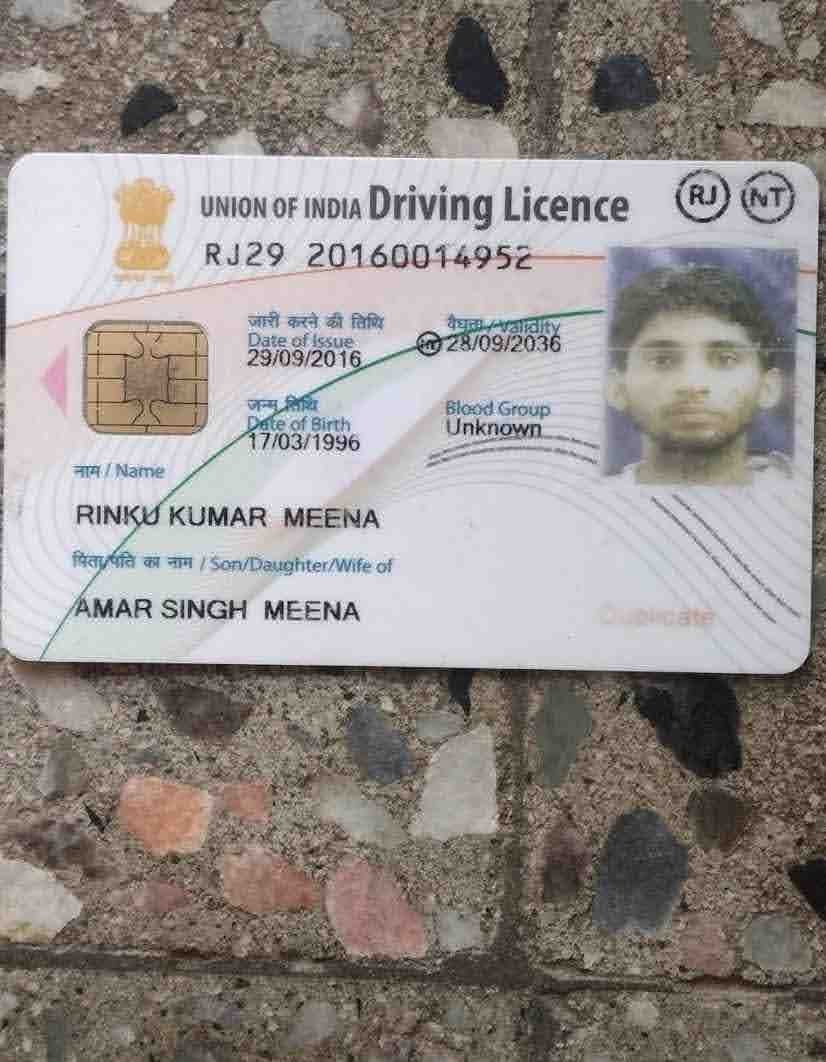 UNION OF INDIA Driving Licence
RJ NT
RJ29 20160014952
जारी करने की तिथि
Date of Issue
29/09/2016
वैधता / Validity
NT 28/09/2036
जन्म तिथि
Date of Birth
17/03/1996
Blood Group
Unknown
नाम / Name
RINKU KUMAR MEENA
पिता/पति का नाम / Son/Daughter/Wife of
AMAR SINGH MEENA
Duplicate